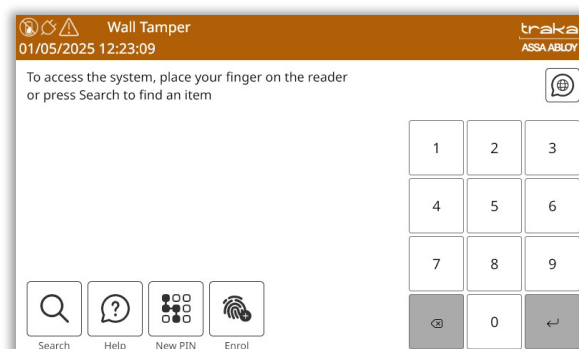 Wall Tamper
01/05/2025 12:23:09
traka
ASSA ABLOY
To access the system, place your finger on the reader
or press Search to find an item
1 2 3
4 5 6
7 8 9
0
Search Help New PIN Enrol